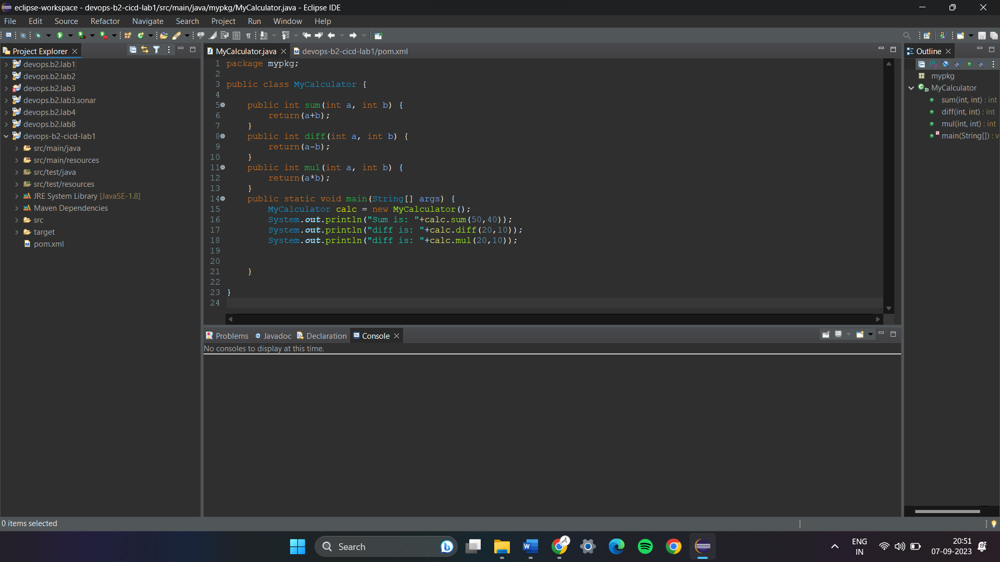 eclipse-workspace - devops-b2-cicd-lab1/src/main/java/mypkg/MyCalculator.java - Eclipse IDE
File Edit Source Refactor Navigate Search Project Run Window Help
Project Explorer
devops.b2.lab1
devops.b2.lab2
devops.b2.lab3
devops.b2.lab3.sonar
devops.b2.lab4
devops.b2.lab8
devops-b2-cicd-lab1
src/main/java
src/main/resources
src/test/java
src/test/resources
JRE System Library [JavaSE-1.8]
Maven Dependencies
src
target
pom.xml
MyCalculator.java devops-b2-cicd-lab1/pom.xml
1 package mypkg;
2
3 public class MyCalculator {
4
5 public int sum(int a, int b) {
6 return(a+b);
7 }
8 public int diff(int a, int b) {
9 return(a-b);
10 }
11 public int mul(int a, int b) {
12 return(a*b);
13 }
14 public static void main(String[] args) {
15 MyCalculator calc = new MyCalculator();
16 System.out.println("Sum is: "+calc.sum(50,40));
17 System.out.println("diff is: "+calc.diff(20,10));
18 System.out.println("diff is: "+calc.mul(20,10));
19
20
21 }
22
23 }
24
Outline
mypkg
MyCalculator
sum(int, int) : int
diff(int, int) : int
mul(int, int) : int
main(String[]) : v
Problems Javadoc Declaration Console
No consoles to display at this time.
0 items selected
Search
ENG
IN
20:51
07-09-2023